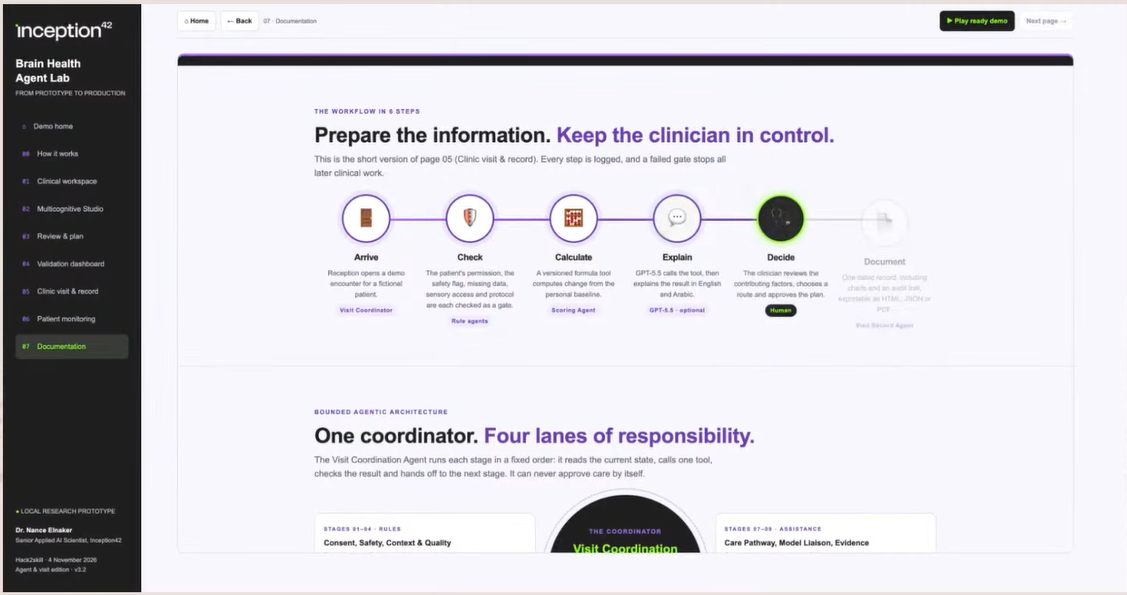 inception42
Brain Health
Agent Lab
FROM PROTOTYPE TO PRODUCTION
Demo home
00 How it works
01 Clinical workspace
02 Multicognitive Studio
03 Review & plan
04 Validation dashboard
05 Clinic visit & record
06 Patient monitoring
07 Documentation
LOCAL RESEARCH PROTOTYPE
Dr. Nance Elnaker
Senior Applied AI Scientist, Inception42
Hack2skill · 4 November 2026
Agent & visit edition · v3.2
⌂ Home
← Back
07 · Documentation
▶ Play ready demo
Next page →
THE WORKFLOW IN 6 STEPS
Prepare the information. Keep the clinician in control.
This is the short version of page 05 (Clinic visit & record). Every step is logged, and a failed gate stops all
later clinical work.
Arrive
Reception opens a demo
encounter for a fictional
patient.
Visit Coordinator
Check
The patient's permission, the
safety flag, missing data,
sensory access and protocol
are each checked as a gate.
Rule agents
Calculate
A versioned formula tool
computes change from the
personal baseline.
Scoring Agent
Explain
GPT-5.5 calls the tool, then
explains the result in English
and Arabic.
GPT-5.5 · optional
Decide
The clinician reviews the
contributing factors, chooses a
route and approves the plan.
Human
Document
One dated record, including
charts and an audit trail,
exportable as HTML, JSON or
PDF.
Visit Record Agent
BOUNDED AGENTIC ARCHITECTURE
One coordinator. Four lanes of responsibility.
The Visit Coordination Agent runs each stage in a fixed order: it reads the current state, calls one tool,
checks the result and hands off to the next stage. It can never approve care by itself.
STAGES 01–04 · RULES
Consent, Safety, Context & Quality
THE COORDINATOR
Visit Coordination
STAGES 07–09 · ASSISTANCE
Care Pathway, Model Liaison, Evidence